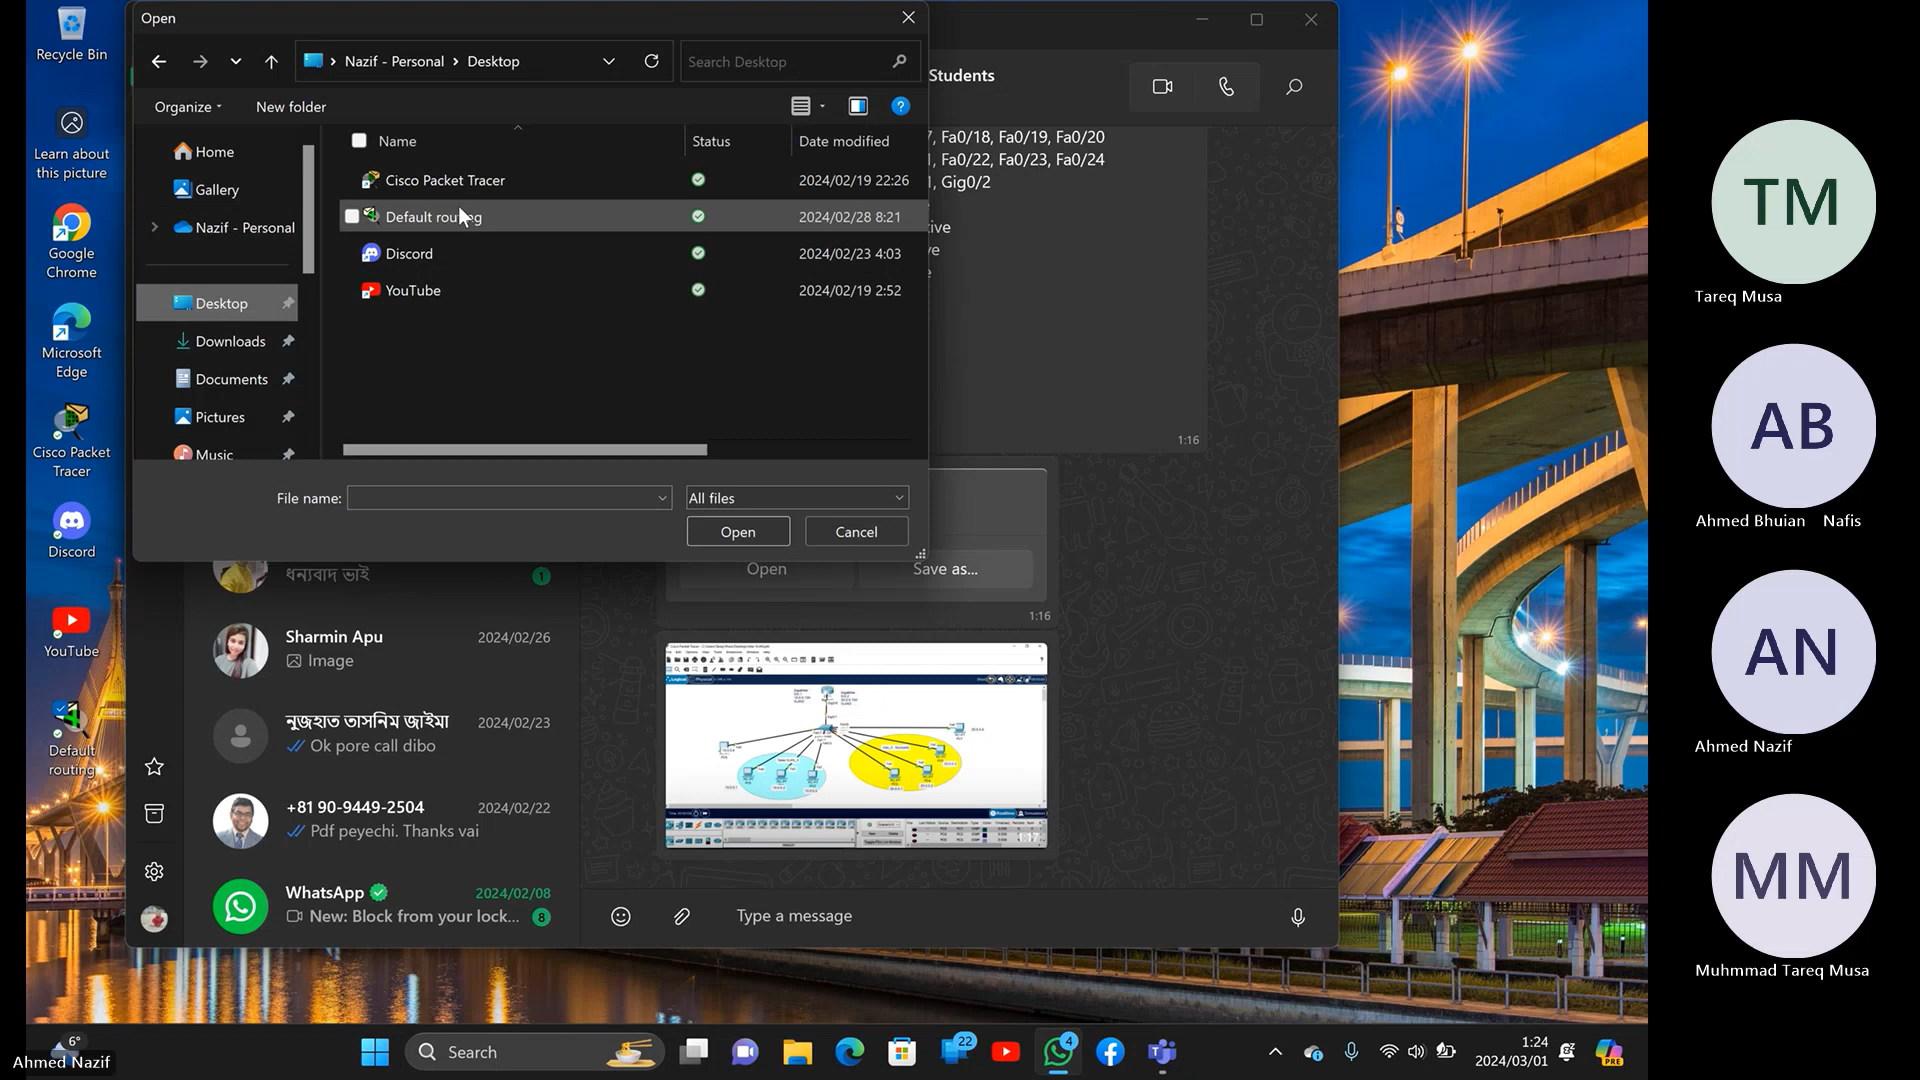 Recycle Bin
Learn about
this picture
Google
Chrome
Microsoft
Edge
Cisco Packet
Tracer
Discord
YouTube
Default
routing
Open
Nazif - Personal
Desktop
Search Desktop
Organize
New folder
Home
Gallery
Nazif - Personal
Desktop
Downloads
Documents
Pictures
Music
Name
Status
Date modified
Cisco Packet Tracer
2024/02/19 22:26
Default routing
2024/02/28 8:21
Discord
2024/02/23 4:03
YouTube
2024/02/19 2:52
File name:
All files
Open
Cancel
Students
7, Fa0/18, Fa0/19, Fa0/20
1, Fa0/22, Fa0/23, Fa0/24
1, Gig0/2
1:16
Open
Save as...
1:16
1:17
ধন্যবাদ ভাই
1
Sharmin Apu
2024/02/26
Image
নুজহাত তাসনিম জাইমা
2024/02/23
Ok pore call dibo
+81 90-9449-2504
2024/02/22
Pdf peyechi. Thanks vai
WhatsApp
2024/02/08
New: Block from your lock...
8
Type a message
TM
Tareq Musa
AB
Ahmed Bhuian Nafis
AN
Ahmed Nazif
MM
Muhmmad Tareq Musa
6°
Ahmed Nazif
Search
22
4
1:24
2024/03/01
PRE